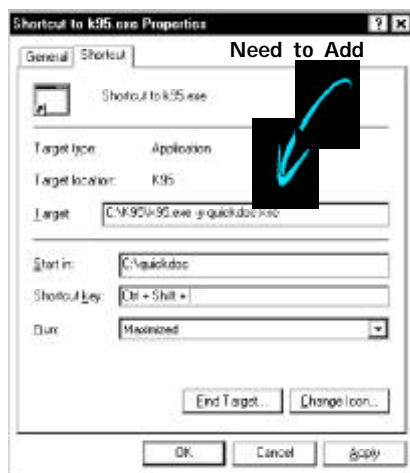 Shortcut to k95.exe Properties
? X
General Shortcut
Need to Add
Shortcut to k95.exe
Target type: Application
Target location: K95
Target: C:\K95\k95.exe -y quickdoc.
Start in: C:\quickdoc
Shortcut key: Ctrl + Shift +
Run: Maximized
Find Target... Change Icon...
OK Cancel Apply